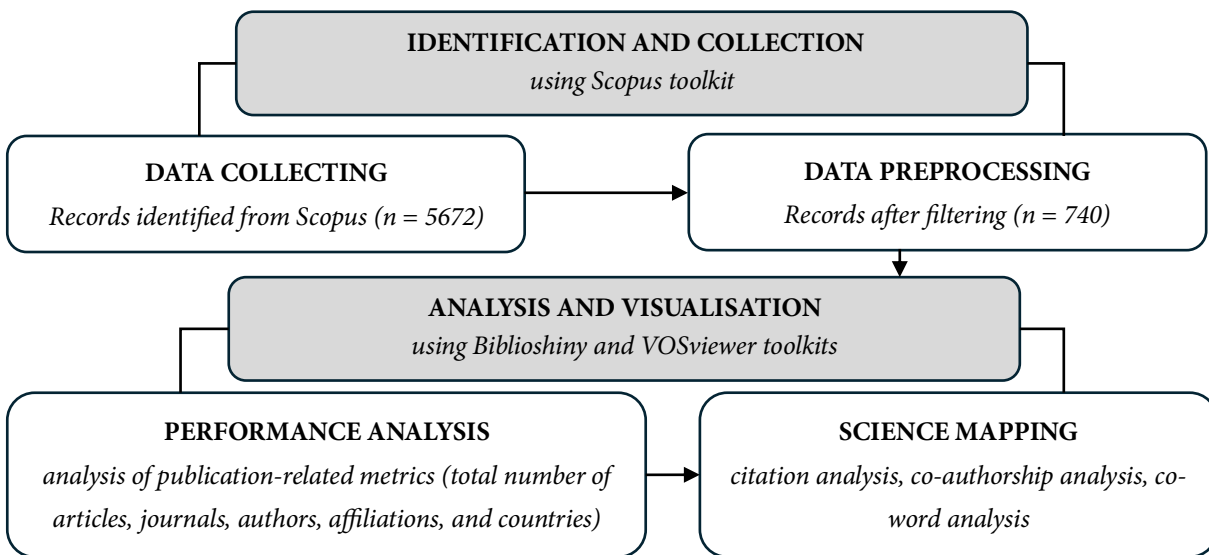 IDENTIFICATION AND COLLECTION
using Scopus toolkit
DATA COLLECTING
Records identified from Scopus (n = 5672)
DATA PREPROCESSING
Records after filtering (n = 740)
ANALYSIS AND VISUALISATION
using Biblioshiny and VOSviewer toolkits
PERFORMANCE ANALYSIS
analysis of publication-related metrics (total number of
articles, journals, authors, affiliations, and countries)
SCIENCE MAPPING
citation analysis, co-authorship analysis, co-
word analysis